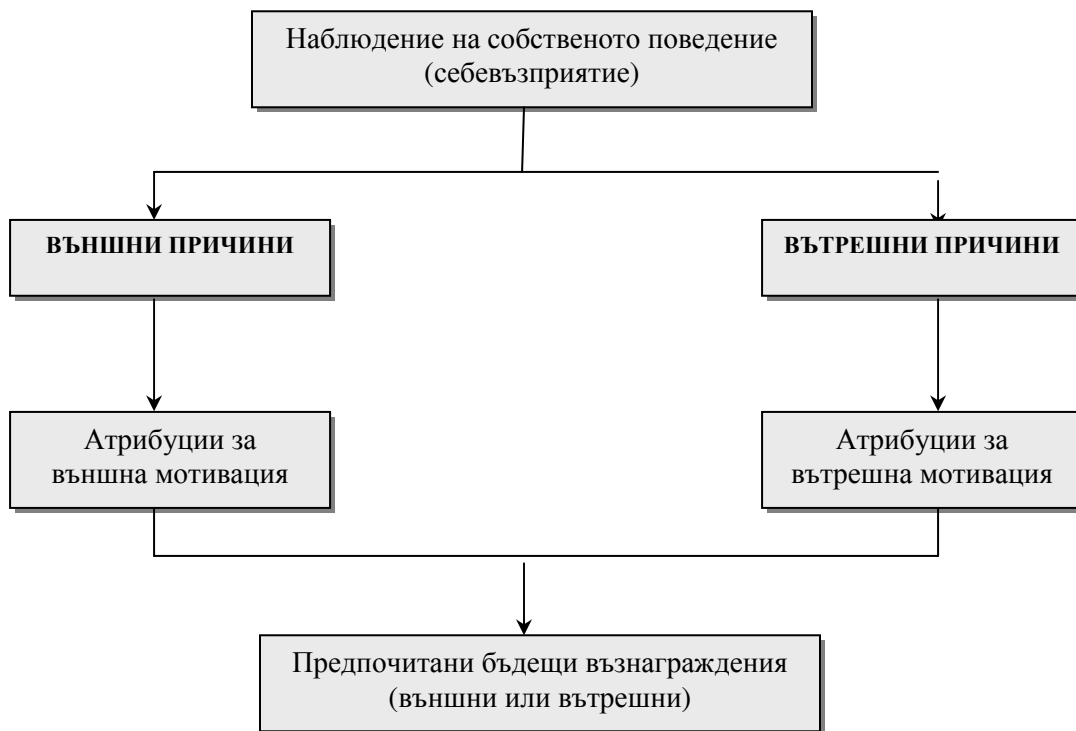 Наблюдение на собственото поведение
(себевъзприятие)
ВЪНШНИ ПРИЧИНИ
ВЪТРЕШНИ ПРИЧИНИ
Атрибуции за
външна мотивация
Атрибуции за
вътрешна мотивация
Предпочитани бъдещи възнаграждения
(външни или вътрешни)